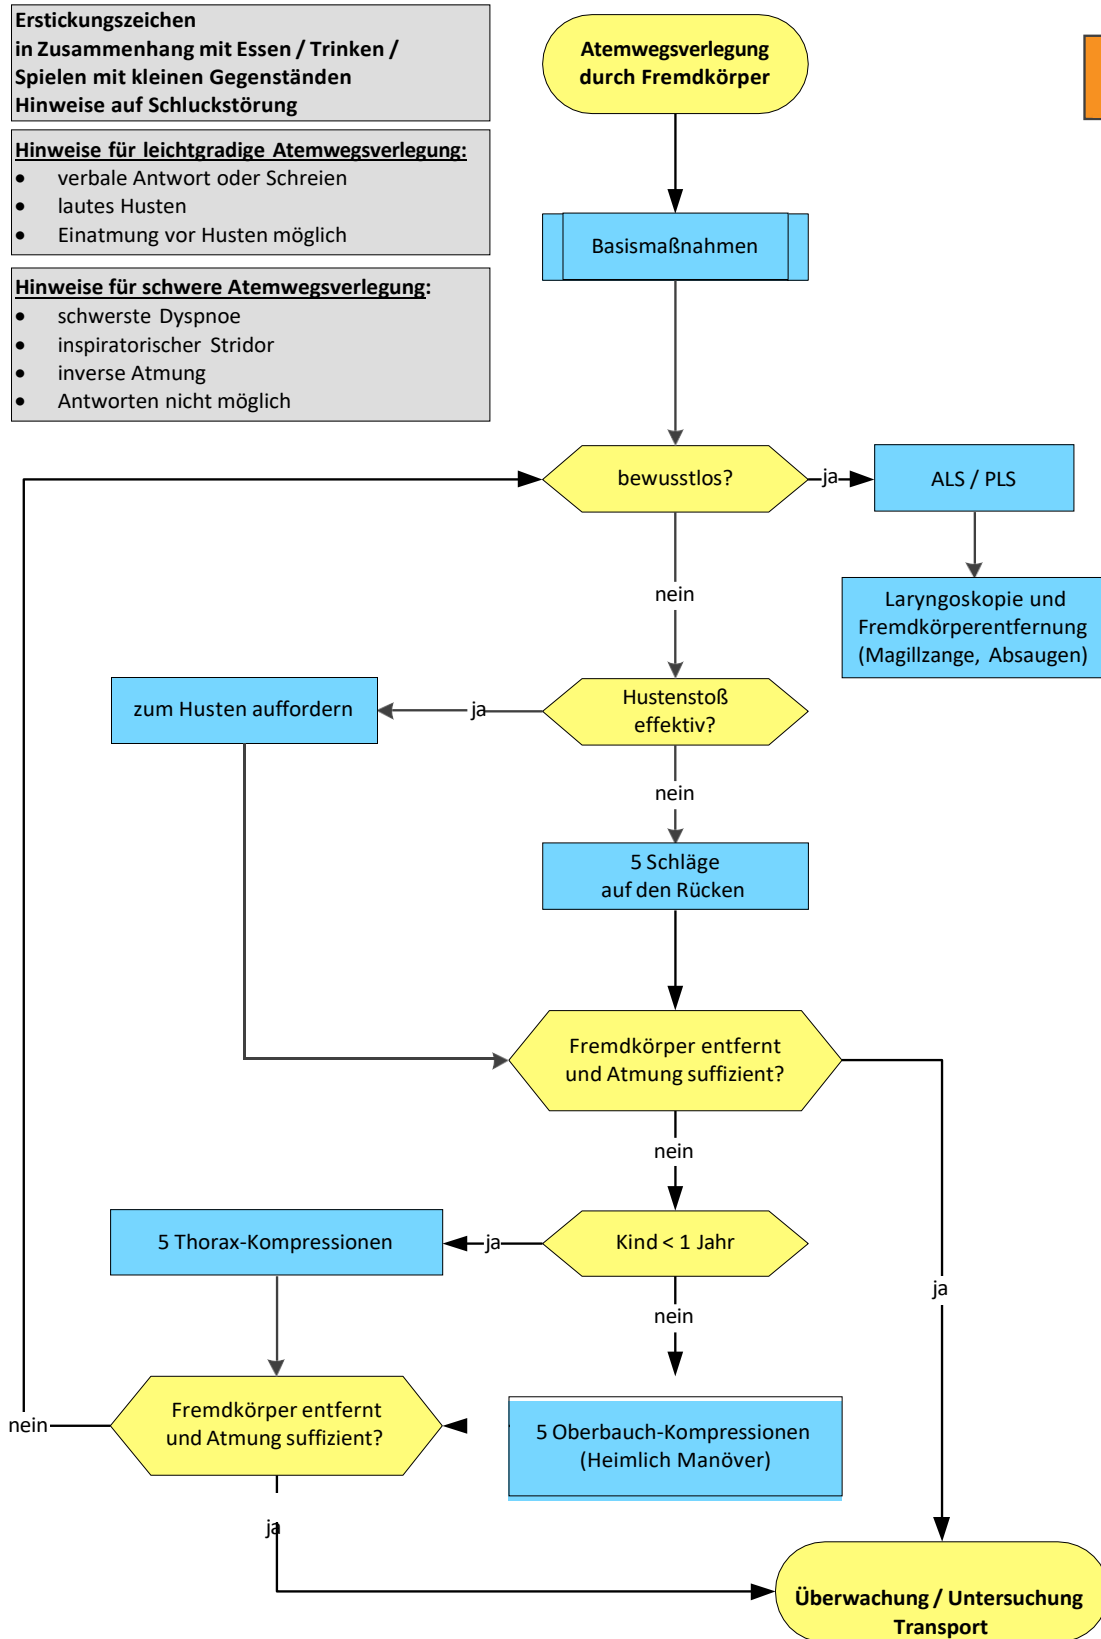 Erstickungszeichen
in Zusammenhang mit Essen / Trinken /
Spielen mit kleinen Gegenständen
Hinweise auf Schluckstörung
Hinweise für leichtgradige Atemwegsverlegung:
• verbale Antwort oder Schreien
• lautes Husten
• Einatmung vor Husten möglich
Hinweise für schwere Atemwegsverlegung:
• schwerste Dyspnoe
• inspiratorischer Stridor
• inverse Atmung
• Antworten nicht möglich
Atemwegsverlegung
durch Fremdkörper
Basismaßnahmen
bewusstlos?
ja
ALS / PLS
Laryngoskopie und
Fremdkörperentfernung
(Magillzange, Absaugen)
nein
Hustenstoß
effektiv?
ja
zum Husten auffordern
nein
5 Schläge
auf den Rücken
Fremdkörper entfernt
und Atmung suffizient?
nein
ja
Kind < 1 Jahr
ja
5 Thorax-Kompressionen
nein
5 Oberbauch-Kompressionen
(Heimlich Manöver)
Fremdkörper entfernt
und Atmung suffizient?
nein
ja
Überwachung / Untersuchung
Transport